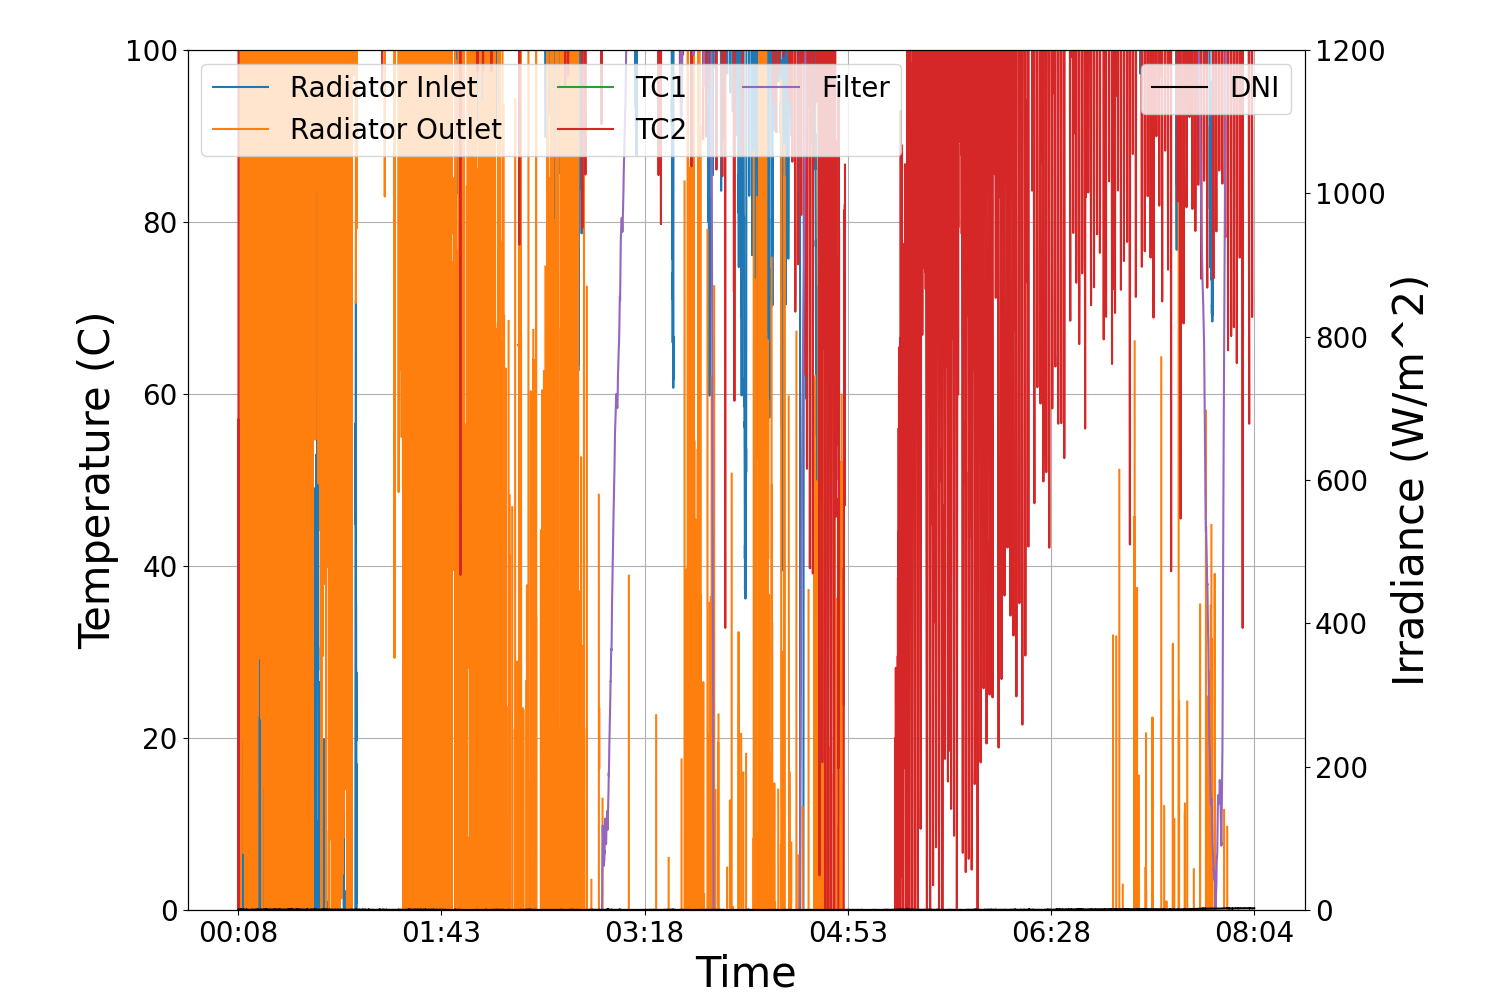 100
80
60
40
20
0
Temperature (C)
Radiator Inlet
Radiator Outlet
TC1
TC2
Filter
DNI
1200
1000
800
600
400
200
0
Irradiance (W/m^2)
00:08
01:43
03:18
04:53
06:28
08:04
Time